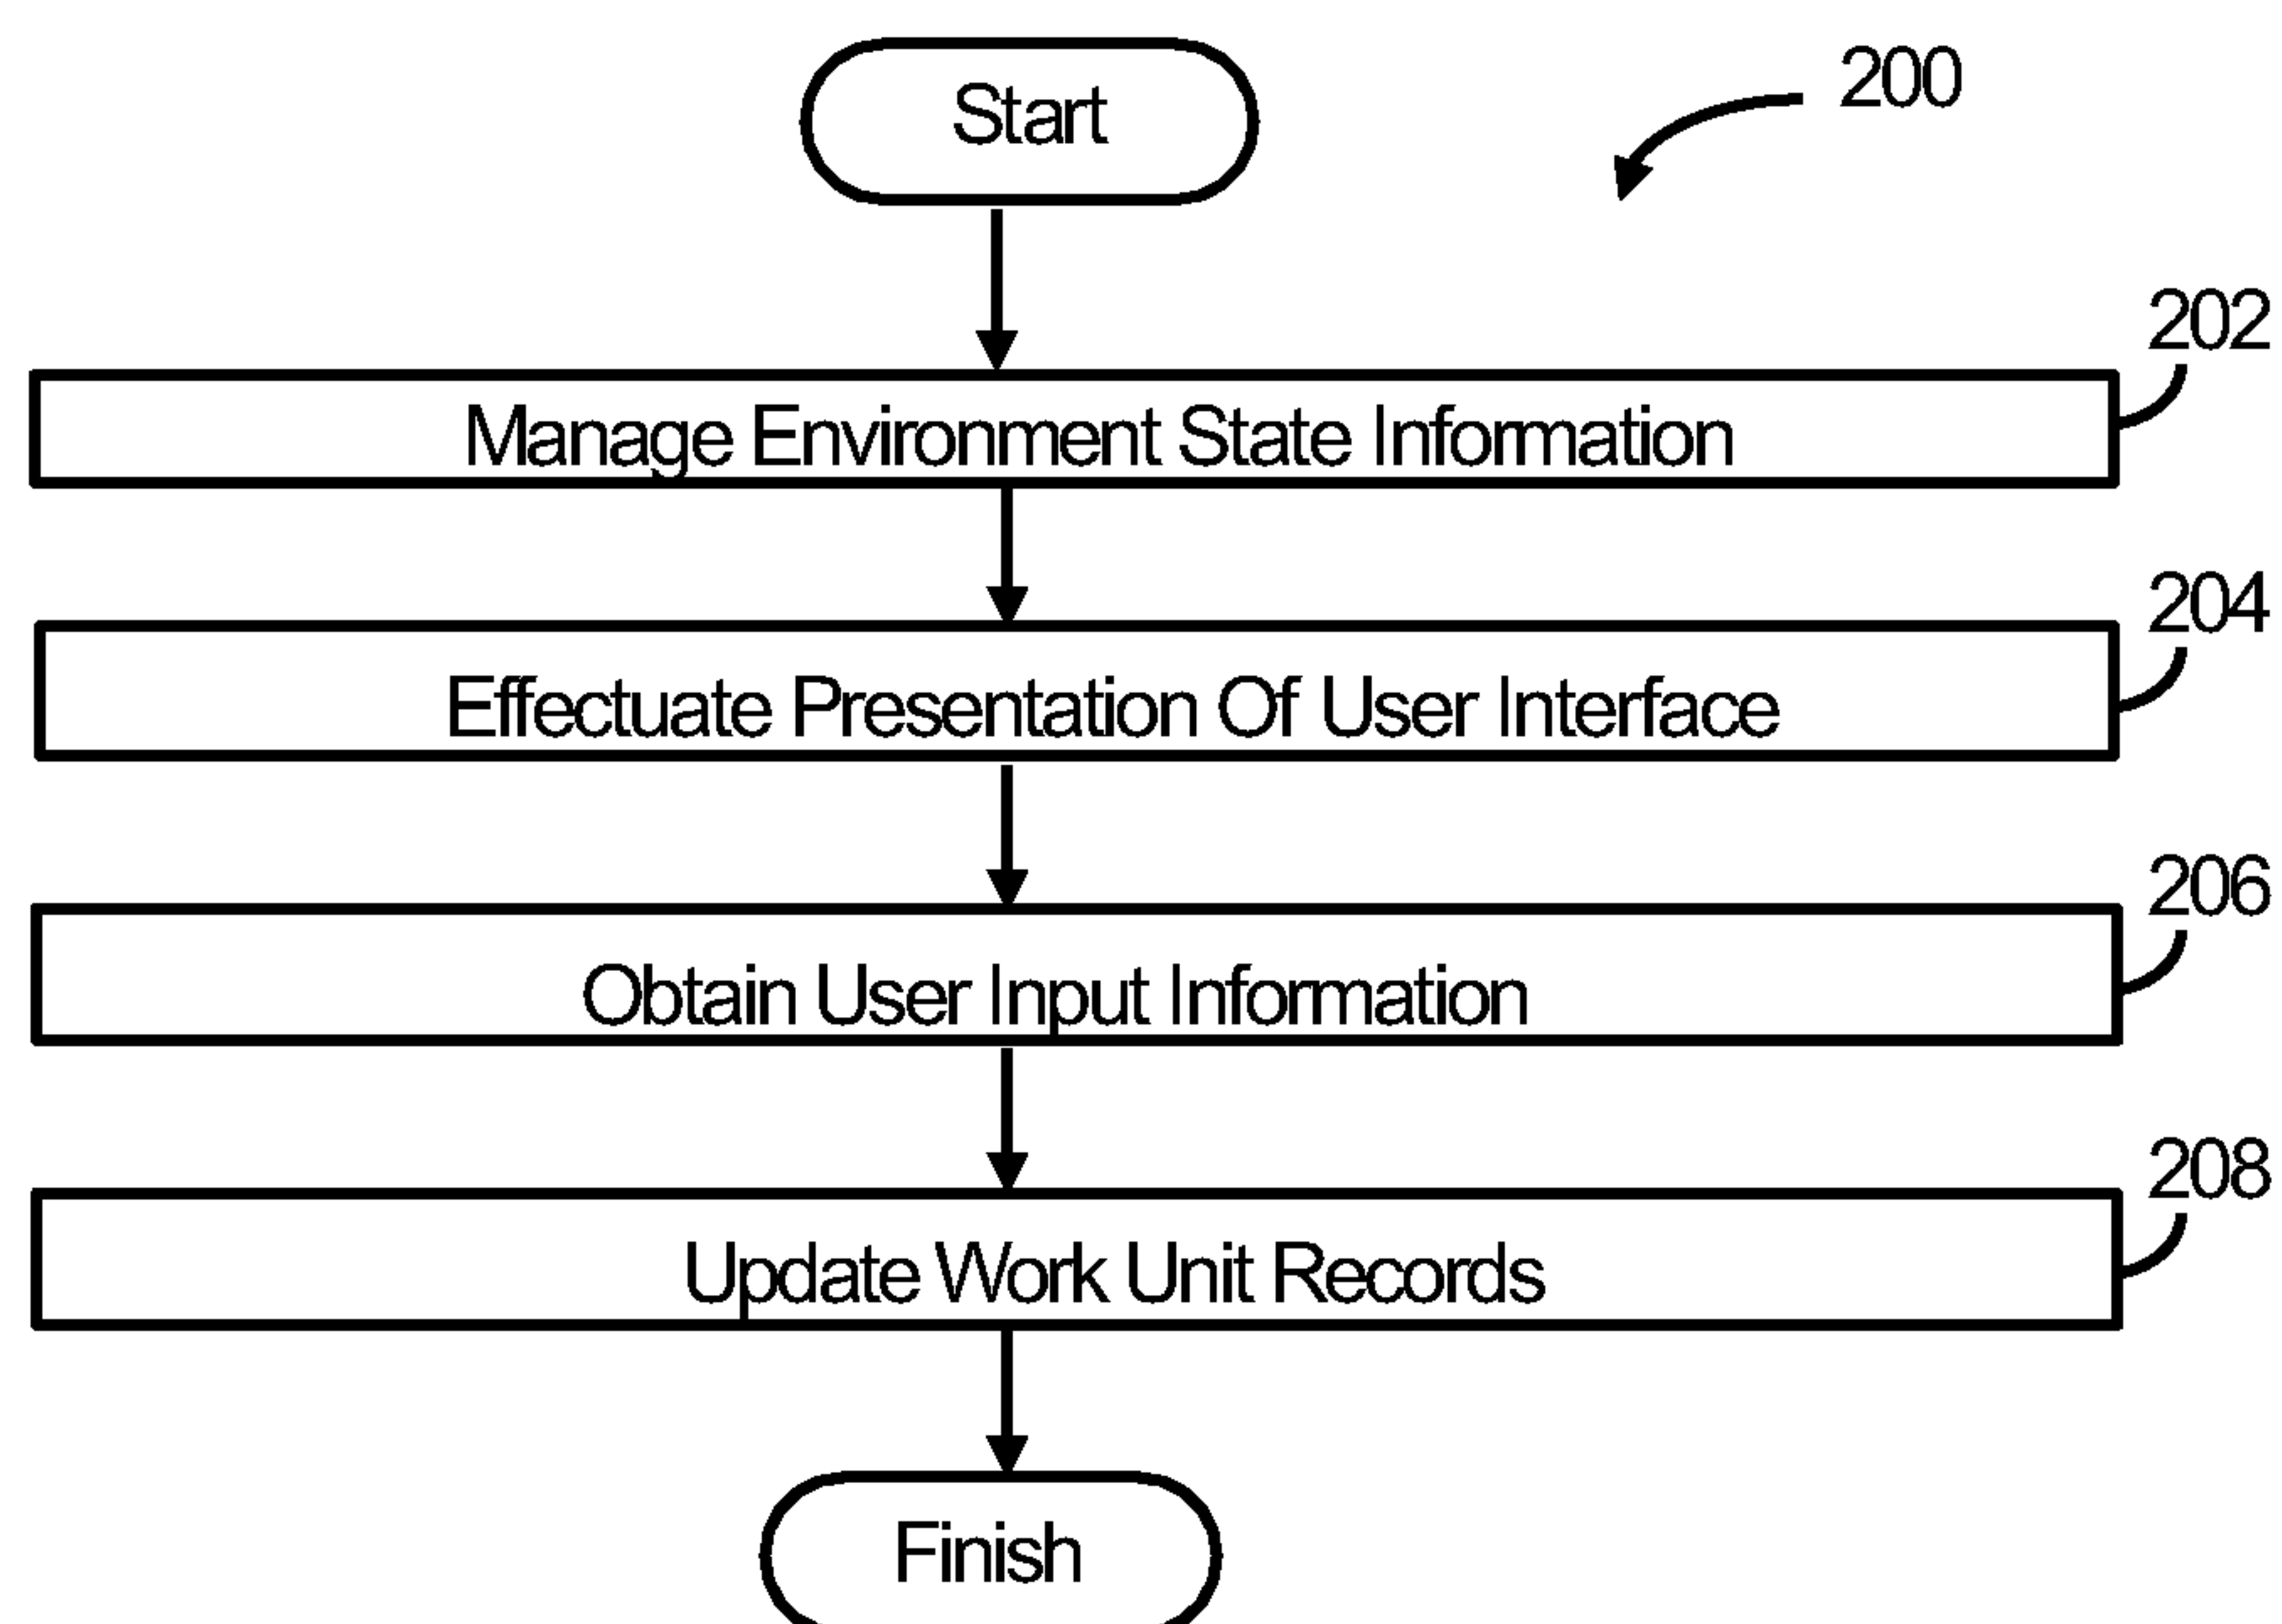 Start
200
202
Manage Environment State Information
204
Effectuate Presentation Of User Interface
206
Obtain User Input Information
208
Update Work Unit Records
Finish